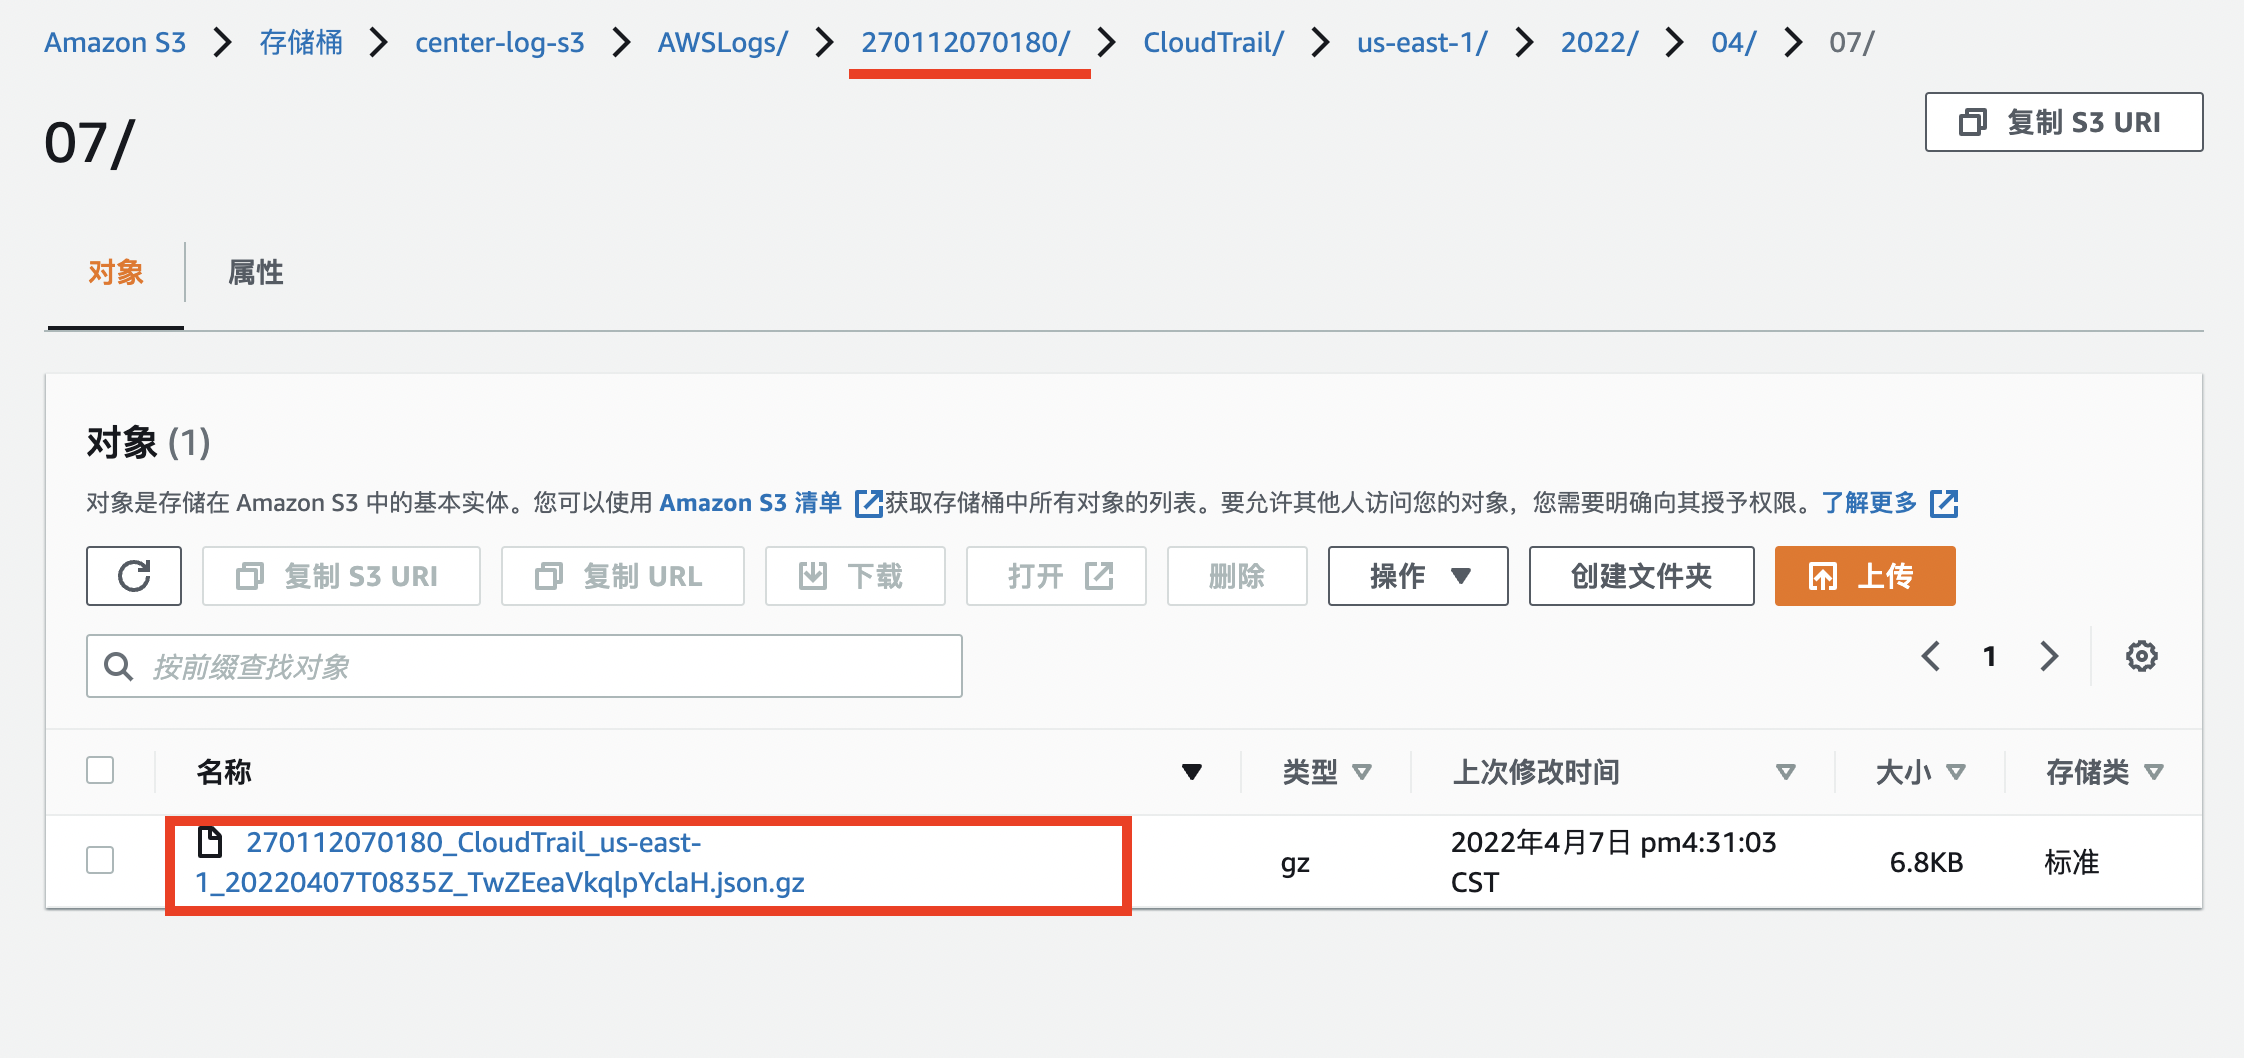 Amazon S3 存储桶 center-log-s3 AWSLogs/ 270112070180/ CloudTrail/ us-east-1/ 2022/ 04/ 07/
07/
复制 S3 URI
对象 属性
对象 (1)
对象是存储在 Amazon S3 中的基本实体。您可以使用 Amazon S3 清单 获取存储桶中所有对象的列表。要允许其他人访问您的对象，您需要明确向其授予权限。了解更多
复制 S3 URI 复制 URL 下载 打开 删除 操作 创建文件夹 上传
按前缀查找对象
1
名称 类型 上次修改时间 大小 存储类
270112070180_CloudTrail_us-east-
1_20220407T0835Z_TwZEeaVkqlpYclaH.json.gz
gz
2022年4月7日 pm4:31:03
CST
6.8KB
标准